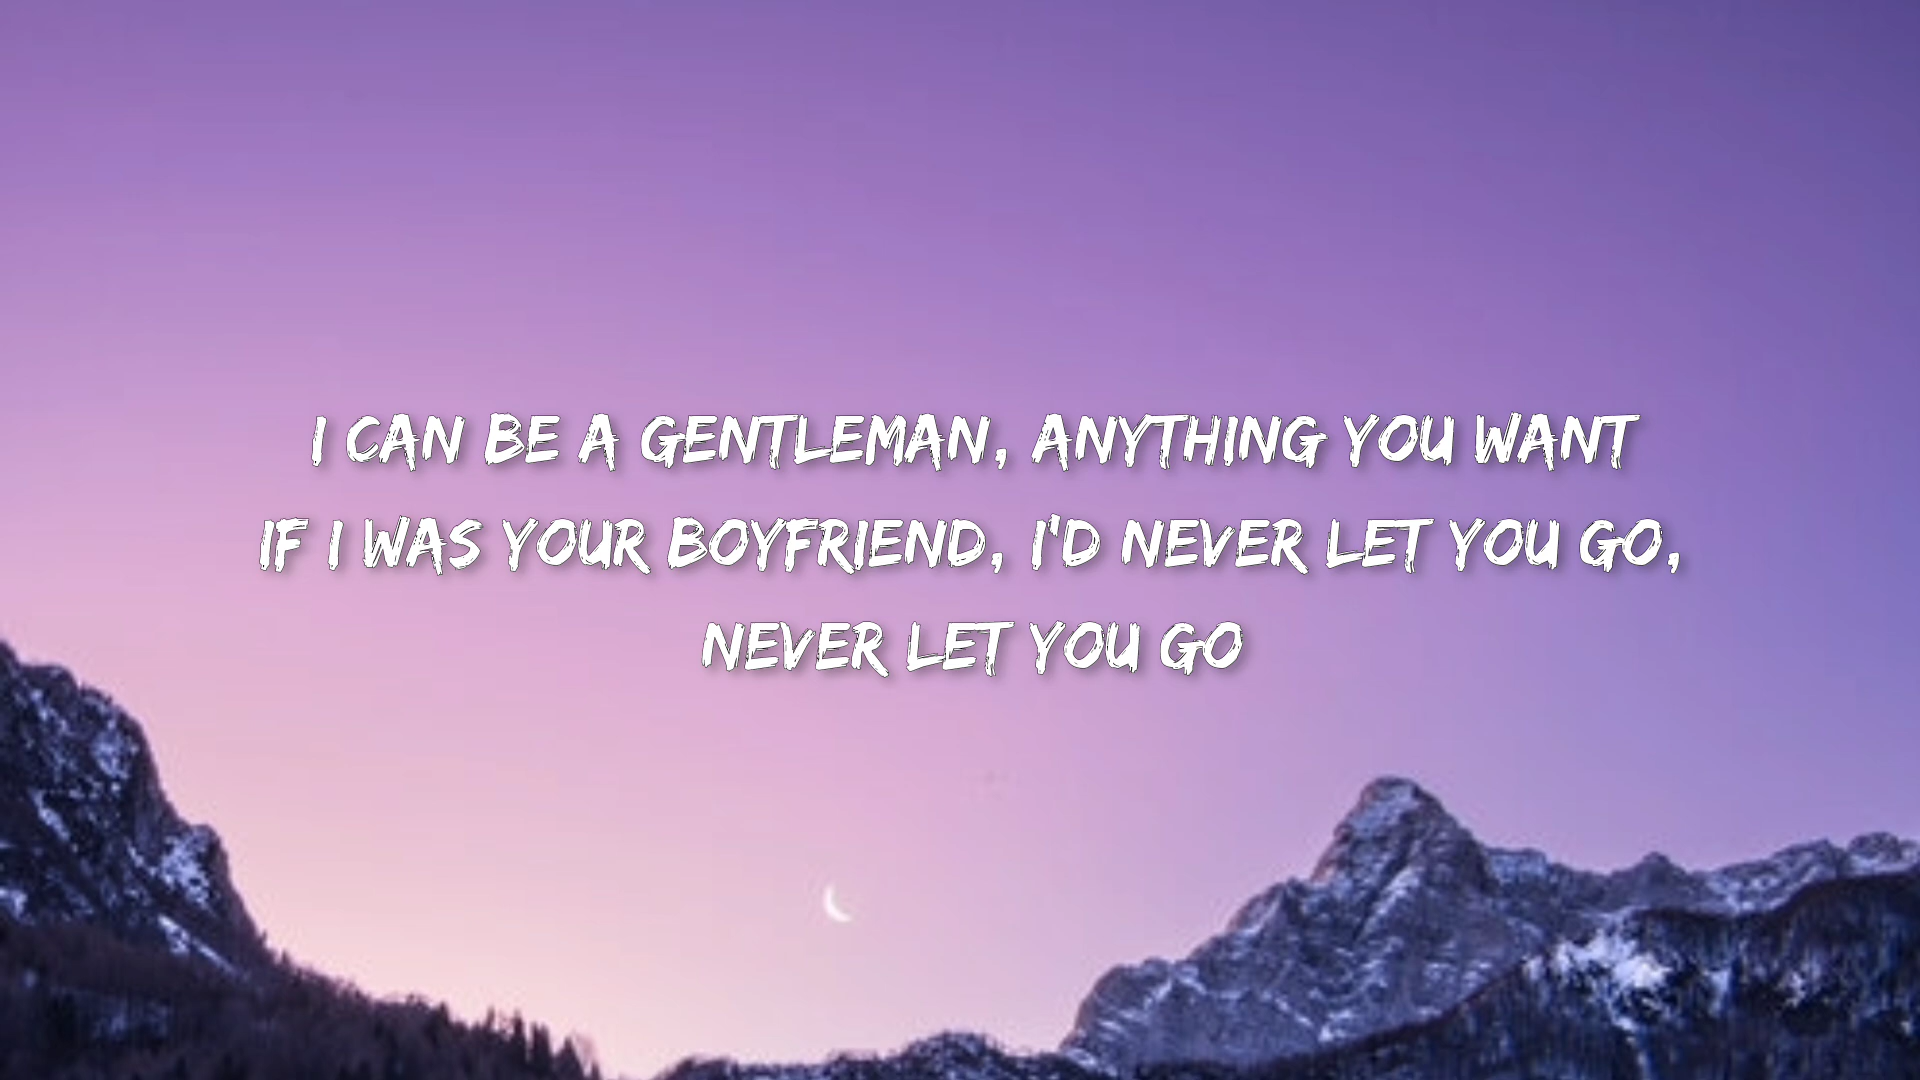 I CAN BE A GENTLEMAN, ANYTHING YOU WANT
IF I WAS YOUR BOYFRIEND, I'D NEVER LET YOU GO,
NEVER LET YOU GO